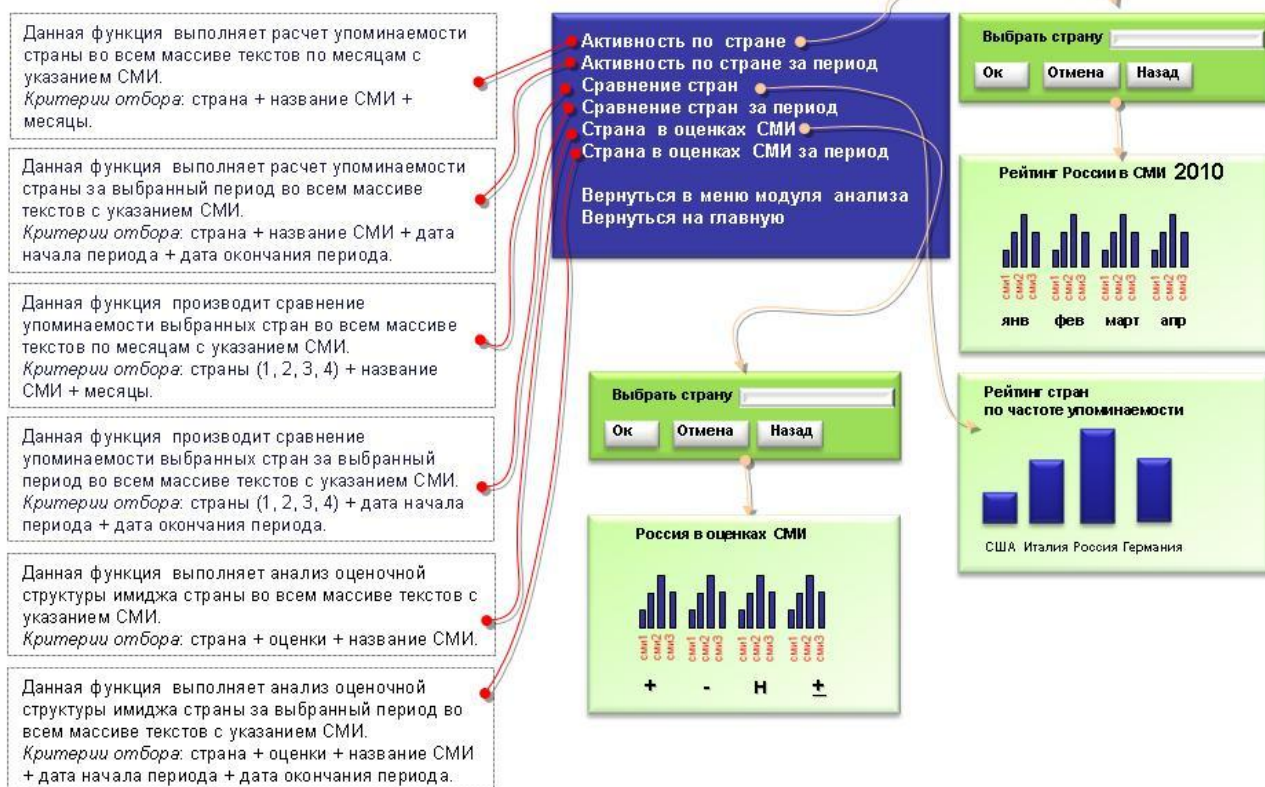 Данная функция выполняет расчет упоминаемости
страны во всем массиве текстов по месяцам с
указанием СМИ.
Критерии отбора: страна + название СМИ +
месяцы.
Данная функция выполняет расчет упоминаемости
страны за выбранный период во всем массиве
текстов с указанием СМИ.
Критерии отбора: страна + название СМИ + дата
начала периода + дата окончания периода.
Данная функция производит сравнение
упоминаемости выбранных стран во всем массиве
текстов по месяцам с указанием СМИ.
Критерии отбора: страны (1, 2, 3, 4) + название
СМИ + месяцы.
Данная функция производит сравнение
упоминаемости выбранных стран за выбранный
период во всем массиве текстов с указанием СМИ.
Критерии отбора: страны (1, 2, 3, 4) + дата начала
периода + дата окончания периода.
Данная функция выполняет анализ оценочной
структуры имиджа страны во всем массиве текстов с
указанием СМИ.
Критерии отбора: страна + оценки + название СМИ.
Данная функция выполняет анализ оценочной
структуры имиджа страны за выбранный период во
всем массиве текстов с указанием СМИ.
Критерии отбора: страна + оценки + название СМИ
+ дата начала периода + дата окончания периода.
Активность по стране
Активность по стране за период
Сравнение стран
Сравнение стран за период
Страна в оценках СМИ
Страна в оценках СМИ за период
Вернуться в меню модуля анализа
Вернуться на главную
Выбрать страну
Ок Отмена Назад
Россия в оценках СМИ
сми1 сми2 сми3 сми1 сми2 сми3 сми1 сми2 сми3 сми1 сми2 сми3
+ - Н ±
Выбрать страну
Ок Отмена Назад
Рейтинг России в СМИ 2010
сми1 сми2 сми3 сми1 сми2 сми3 сми1 сми2 сми3 сми1 сми2 сми3
янв фев март апр
Рейтинг стран
по частоте упоминаемости
США Италия Россия Германия